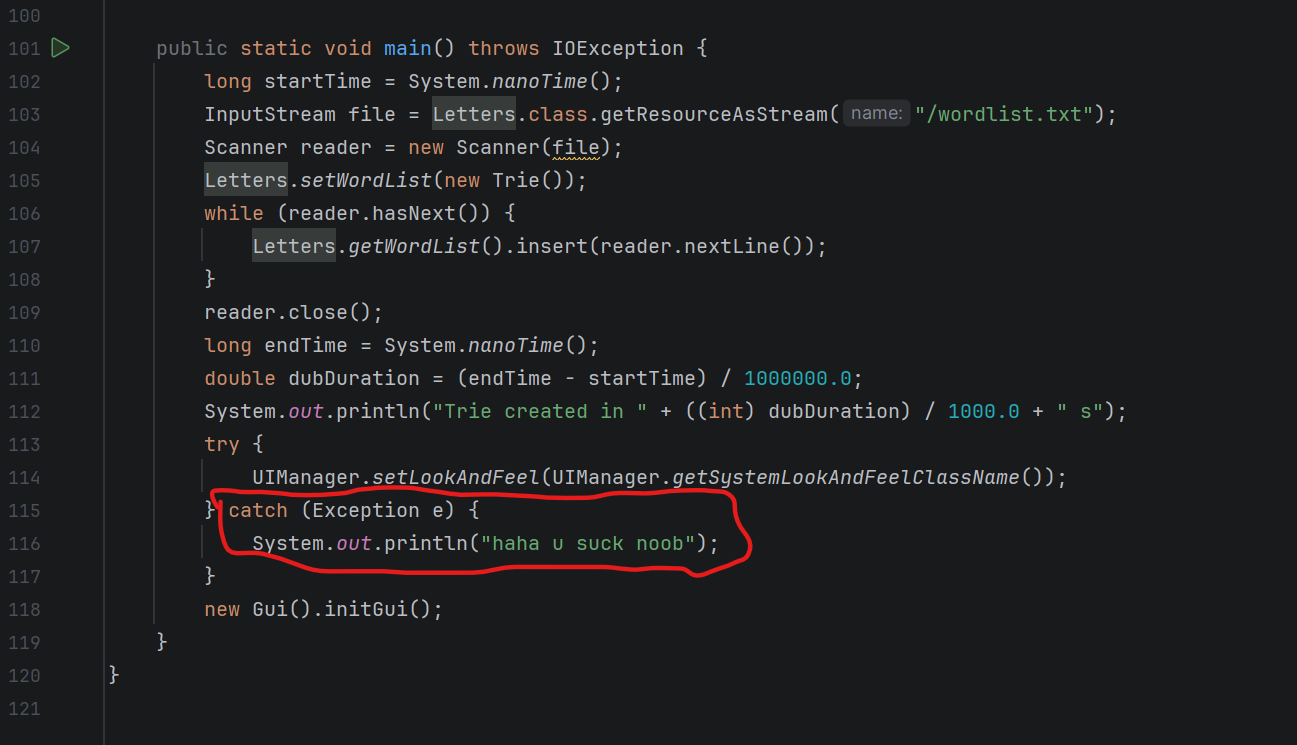 100
101 public static void main() throws IOException {
102 long startTime = System.nanoTime();
103 InputStream file = Letters.class.getResourceAsStream( name: "/wordlist.txt");
104 Scanner reader = new Scanner(file);
105 Letters.setWordList(new Trie());
106 while (reader.hasNext()) {
107 Letters.getWordList().insert(reader.nextLine());
108 }
109 reader.close();
110 long endTime = System.nanoTime();
111 double dubDuration = (endTime - startTime) / 1000000.0;
112 System.out.println("Trie created in " + ((int) dubDuration) / 1000.0 + " s");
113 try {
114 UIManager.setLookAndFeel(UIManager.getSystemLookAndFeelClassName());
115 } catch (Exception e) {
116 System.out.println("haha u suck noob");
117 }
118 new Gui().initGui();
119 }
120 }
121